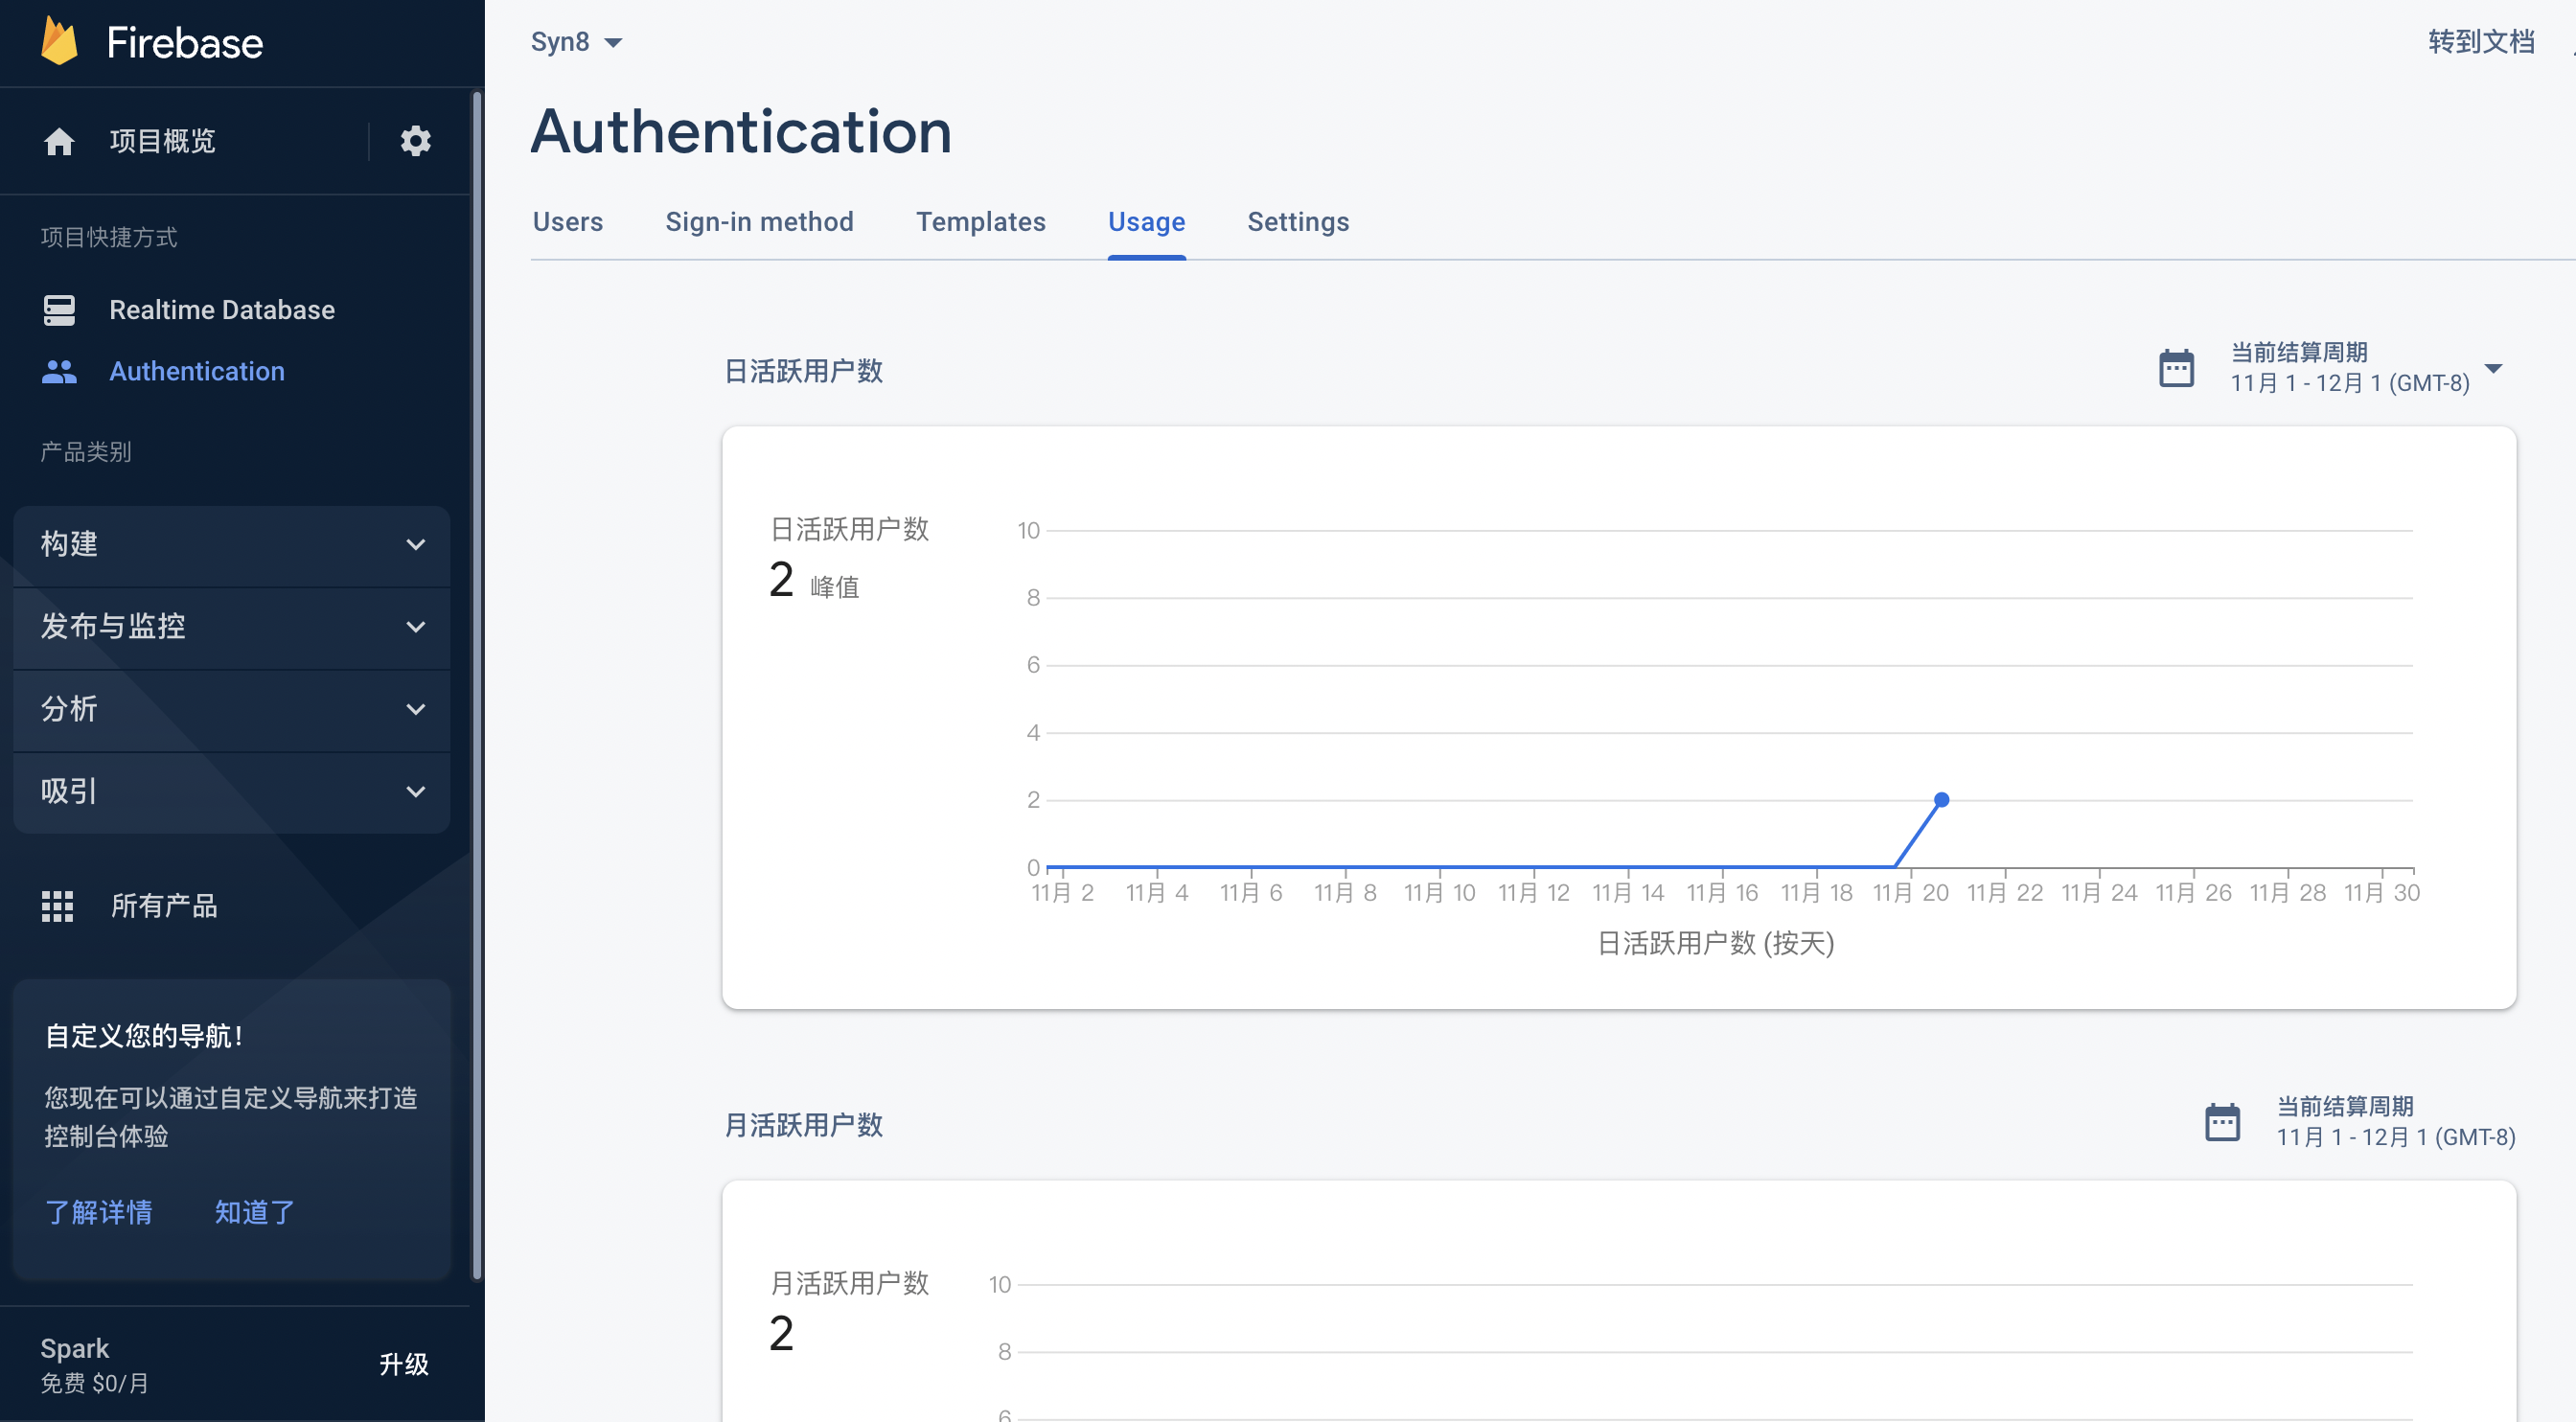 Firebase
项目概览
项目快捷方式
Realtime Database
Authentication
产品类别
构建
发布与监控
分析
吸引
所有产品
自定义您的导航！
您现在可以通过自定义导航来打造
控制台体验
了解详情 知道了
Spark
免费 $0/月
升级
Syn8
转到文档
Authentication
Users Sign-in method Templates Usage Settings
日活跃用户数
当前结算周期
11月 1 - 12月 1 (GMT-8)
日活跃用户数
2 峰值
10
8
6
4
2
0
11月 2 11月 4 11月 6 11月 8 11月 10 11月 12 11月 14 11月 16 11月 18 11月 20 11月 22 11月 24 11月 26 11月 28 11月 30
日活跃用户数 (按天)
月活跃用户数
当前结算周期
11月 1 - 12月 1 (GMT-8)
月活跃用户数
2
10
8
6